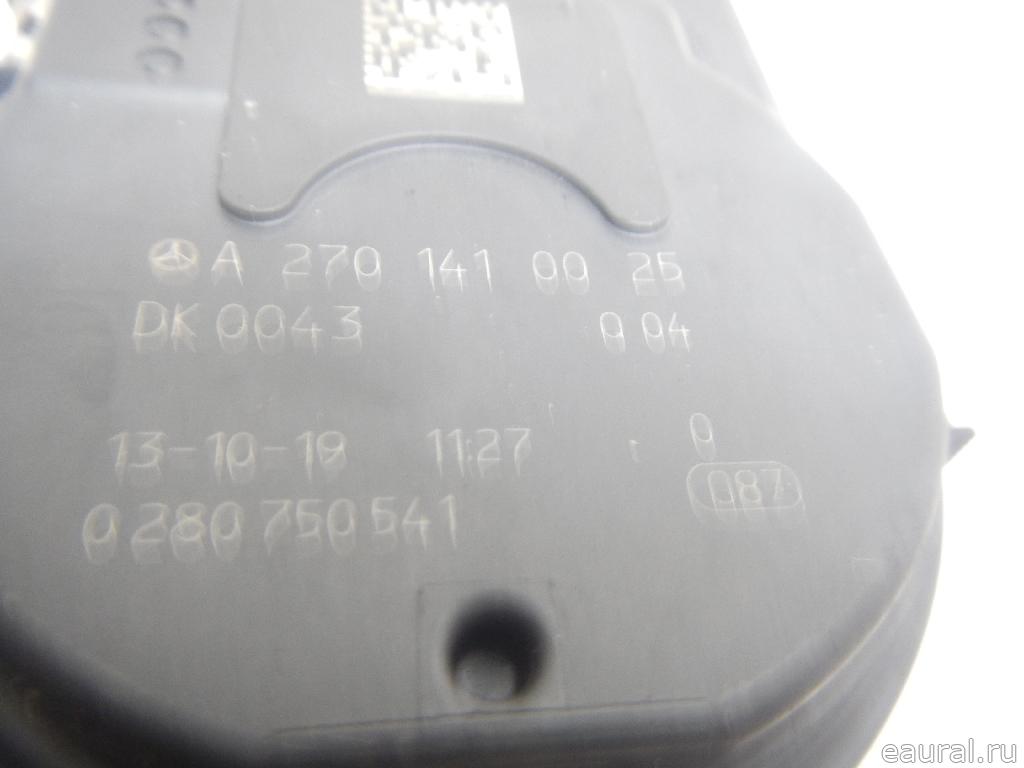 A 270 141 00 25
DK 0043 0 04
13-10-19 11:27 0
087
0 280 750 541
eaural.ru